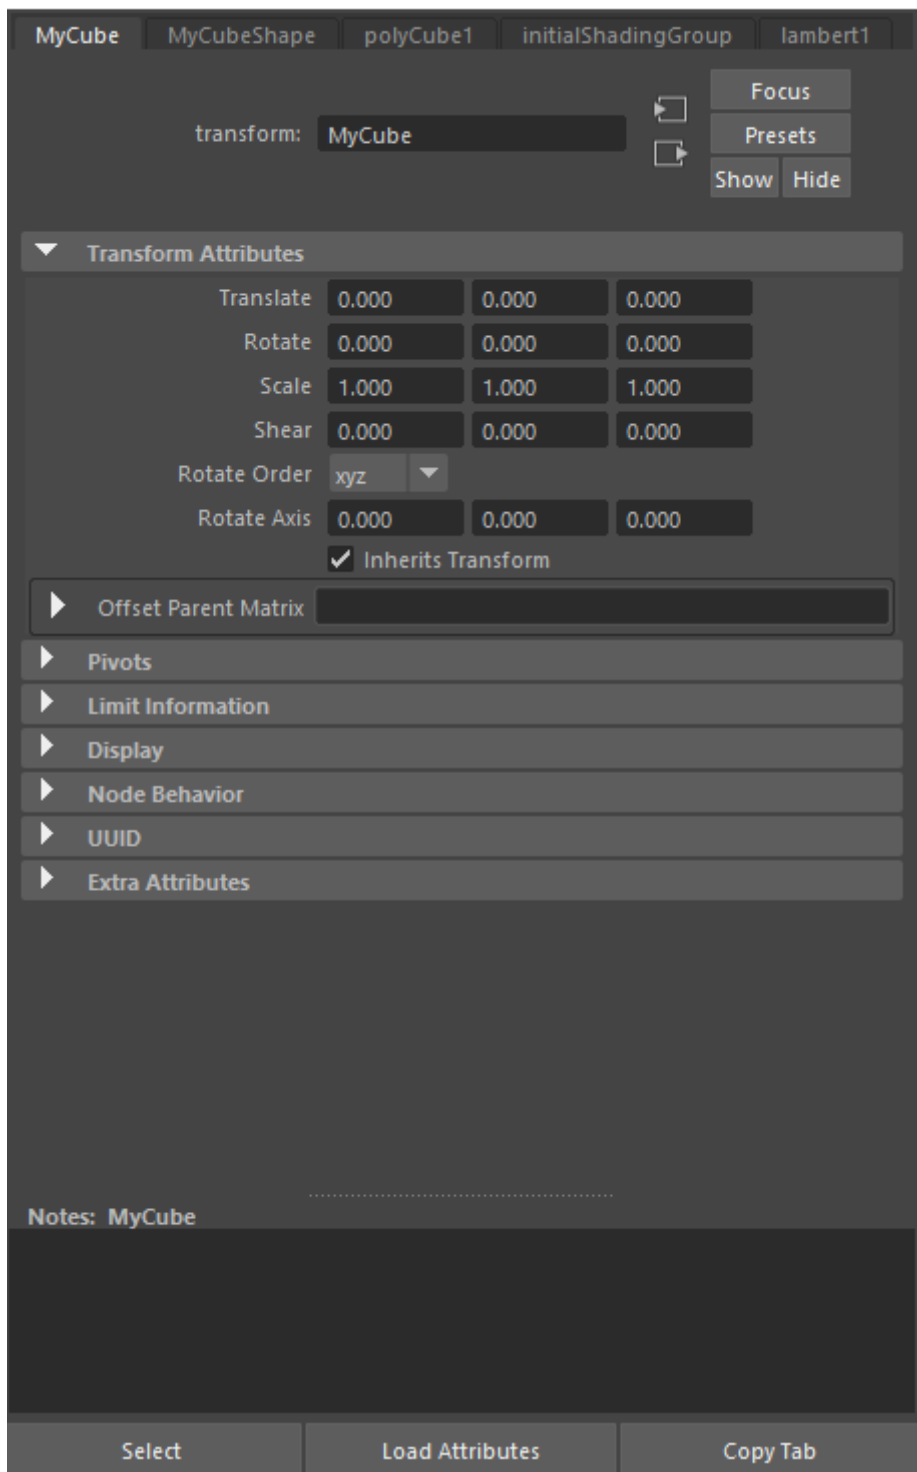 MyCube MyCubeShape polyCube1 initialShadingGroup lambert1
Focus
transform: MyCube
Presets
Show Hide
Transform Attributes
Translate 0.000 0.000 0.000
Rotate 0.000 0.000 0.000
Scale 1.000 1.000 1.000
Shear 0.000 0.000 0.000
Rotate Order xyz
Rotate Axis 0.000 0.000 0.000
Inherits Transform
Offset Parent Matrix
Pivots
Limit Information
Display
Node Behavior
UUID
Extra Attributes
Notes: MyCube
Select Load Attributes Copy Tab